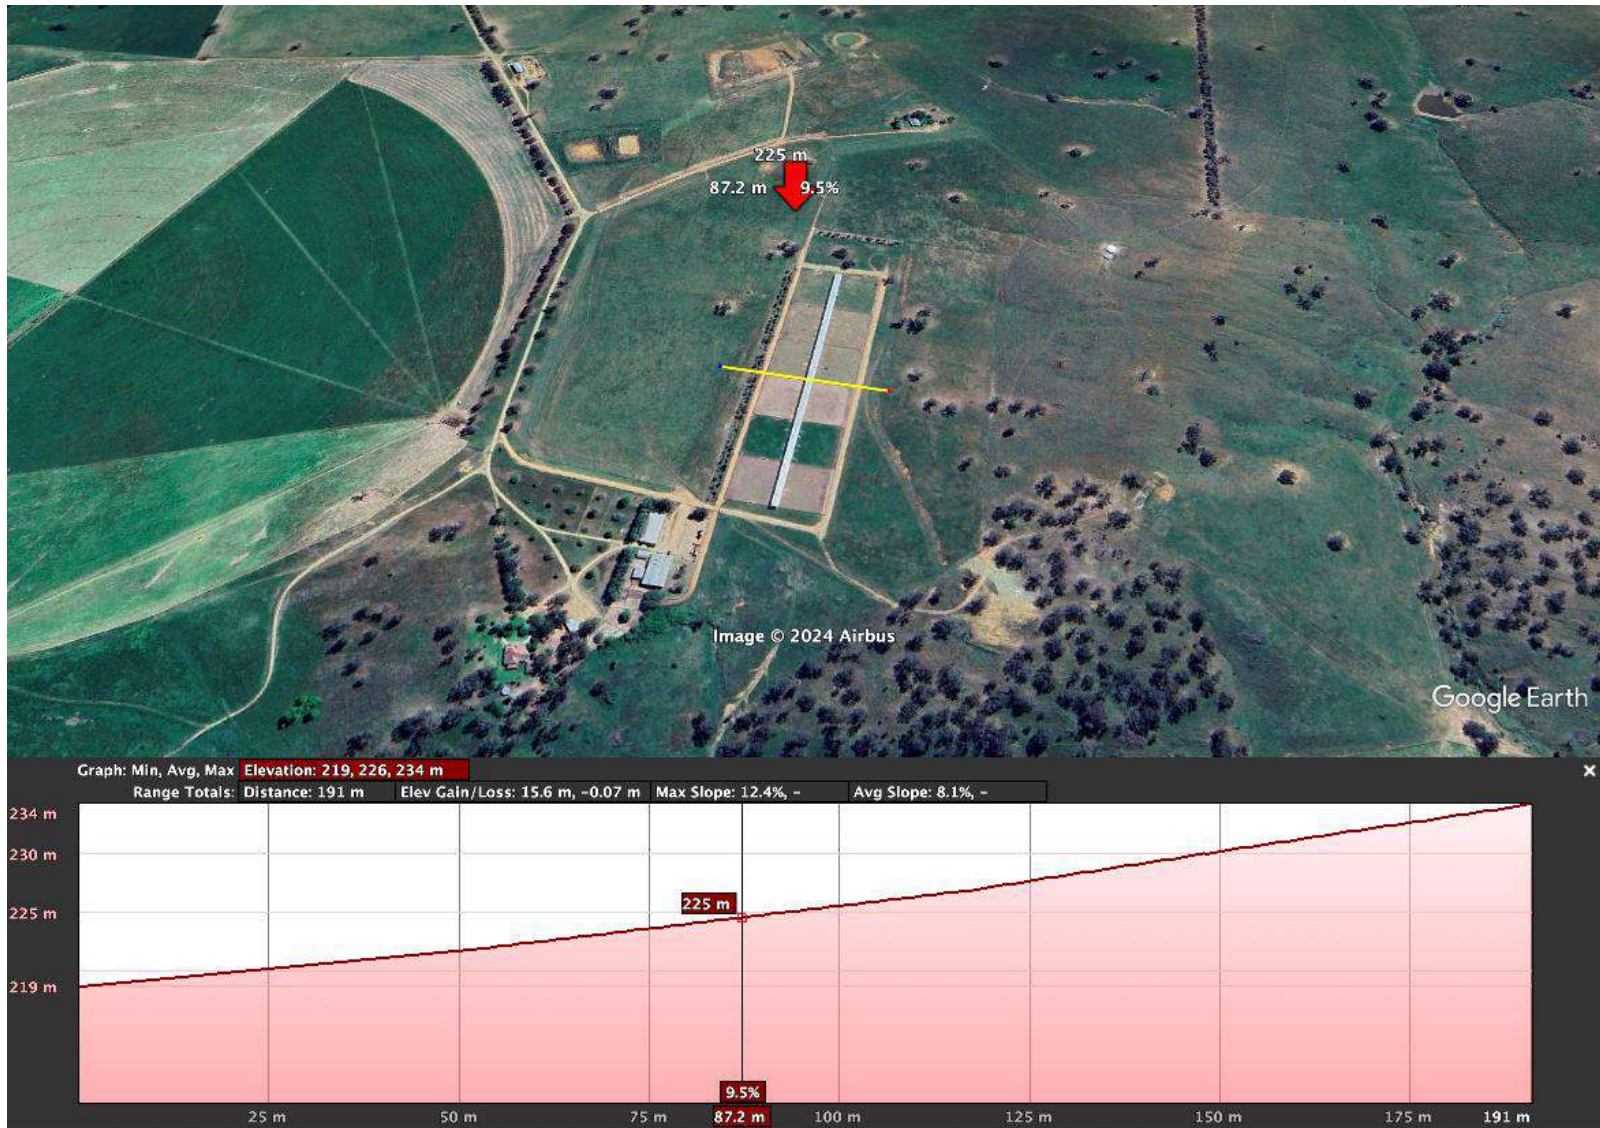 225 m
87.2 m 9.5%
Image © 2024 Airbus
Google Earth
Graph: Min, Avg, Max Elevation: 219, 226, 234 m
Range Totals: Distance: 191 m Elev Gain/Loss: 15.6 m, -0.07 m Max Slope: 12.4%, - Avg Slope: 8.1%, -
234 m
230 m
225 m
225 m
219 m
9.5%
25 m 50 m 75 m 87.2 m 100 m 125 m 150 m 175 m 191 m